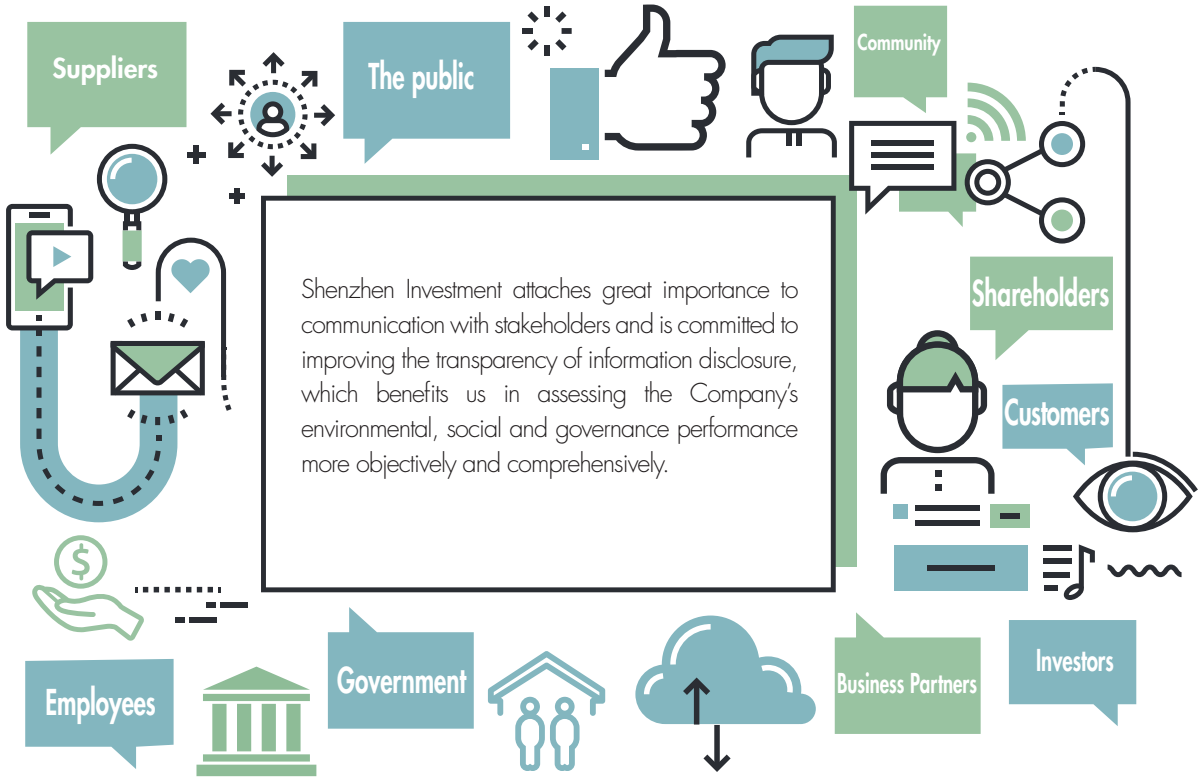 Suppliers
The public
Community
Shenzhen Investment attaches great importance to
communication with stakeholders and is committed to
improving the transparency of information disclosure,
which benefits us in assessing the Company's
environmental, social and governance performance
more objectively and comprehensively.
Shareholders
Customers
$
Employees
Government
Business Partners
Investors